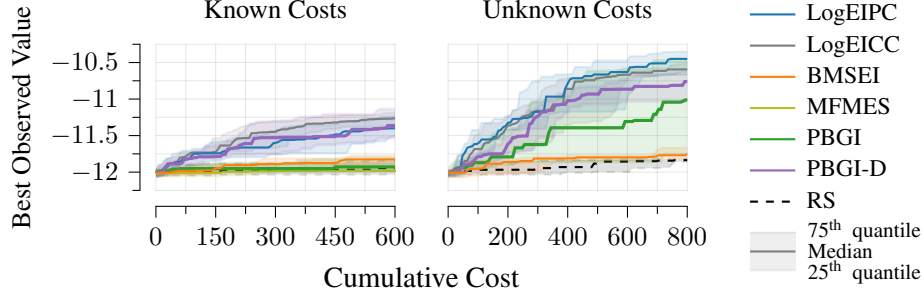 Known Costs
Unknown Costs
Best Observed Value
−10.5
−11
−11.5
−12
0 150 300 450 600
0 200 400 600 800
Cumulative Cost
LogEIPC
LogEICC
BMSEI
MFMES
PBGI
PBGI-D
RS
75th quantile
Median
25th quantile